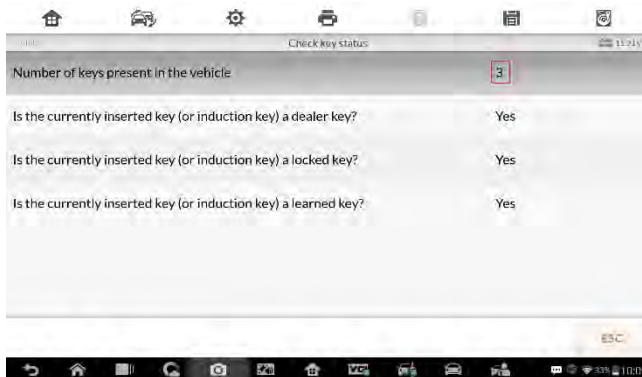 Check key status
Number of keys present in the vehicle 3
Is the currently inserted key (or induction key) a dealer key? Yes
Is the currently inserted key (or induction key) a locked key? Yes
Is the currently inserted key (or induction key) a learned key? Yes
ESC
VCI
33%